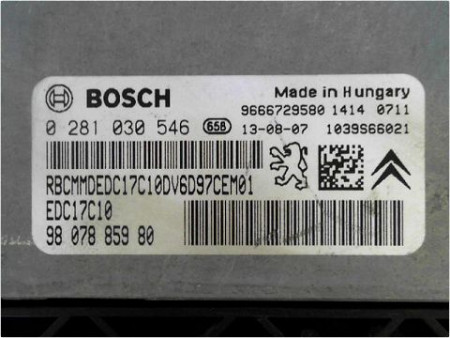 BOSCH
Made in Hungary
9666729580 1414 0711
0 281 030 546 658 13-08-07 1039S66021
RBCMMDEDC17C10DV6D97CEM01
EDC17C10
98 078 859 80